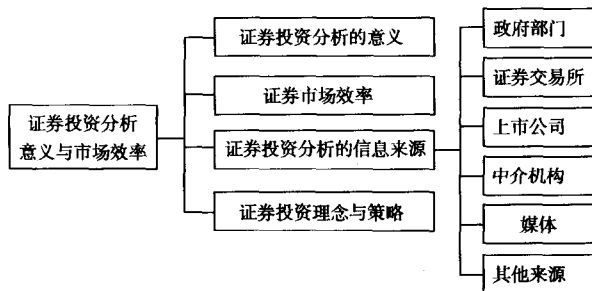 证券投资分析
意义与市场效率
证券投资分析的意义
证券市场效率
证券投资分析的信息来源
证券投资理念与策略
政府部门
证券交易所
上市公司
中介机构
媒体
其他来源